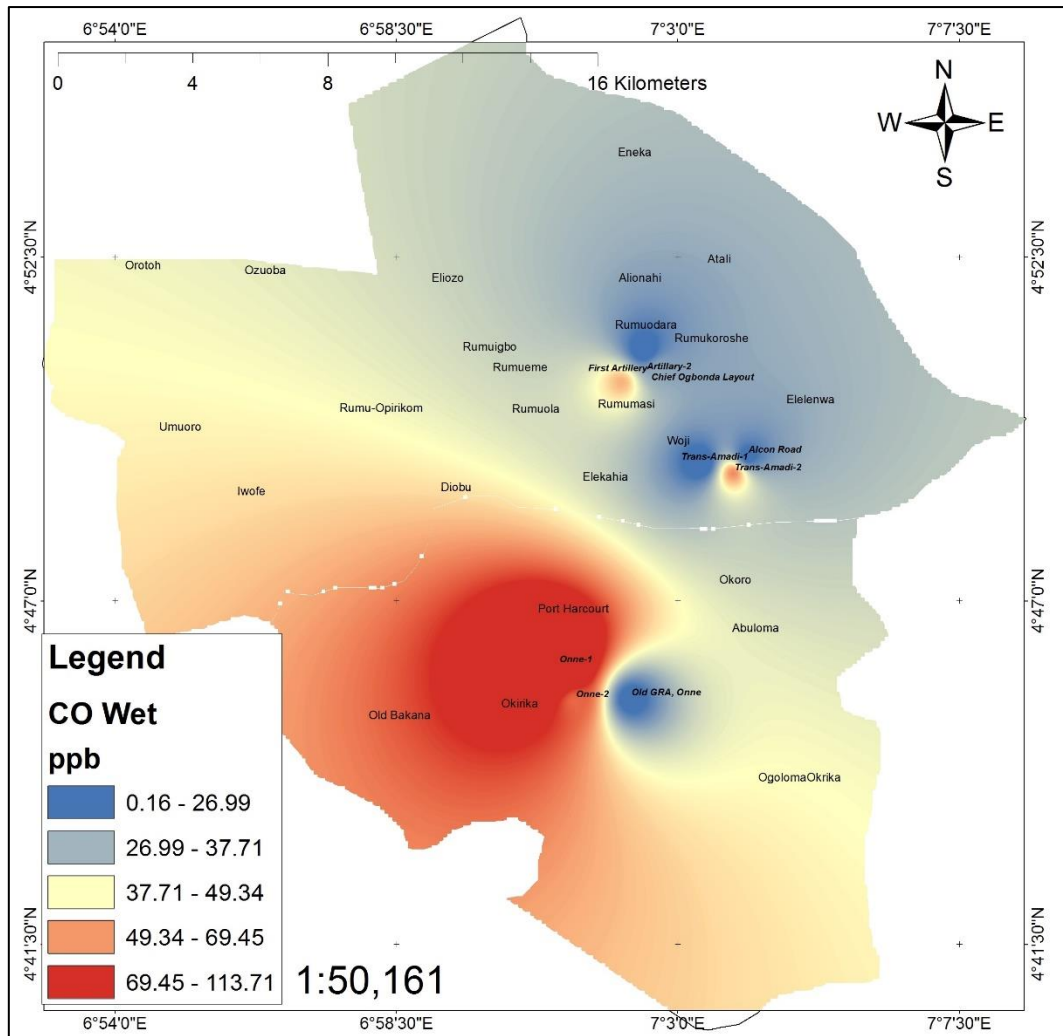 6°54'0"E 6°58'30"E 7°3'0"E 7°7'30"E
0 4 8 16 Kilometers
N
W E
S
Eneka
4°52'30"N 4°52'30"N
Orotoh Ozuoba Eliozo Alionahi Atali
Rumuodara
Rumukoroshe
Rumuigbo
Rumueme First Artillery Artillary-2
Chief Ogbonda Layout
Rumu-Opirikom Rumuola Rumumasi Elelenwa
Umuoro
Woji Alcon Road
Trans-Amadi-1
Trans-Amadi-2
Iwofe Diobu Elekahia
Okoro
4°47'0"N 4°47'0"N
Port Harcourt
Abuloma
Onne-1
Onne-2 Old GRA, Onne
Old Bakana Okirika
OgolomaOkrika
Legend
CO Wet
ppb
0.16 - 26.99
26.99 - 37.71
37.71 - 49.34
49.34 - 69.45
69.45 - 113.71
1:50,161
4°41'30"N 4°41'30"N
6°54'0"E 6°58'30"E 7°3'0"E 7°7'30"E